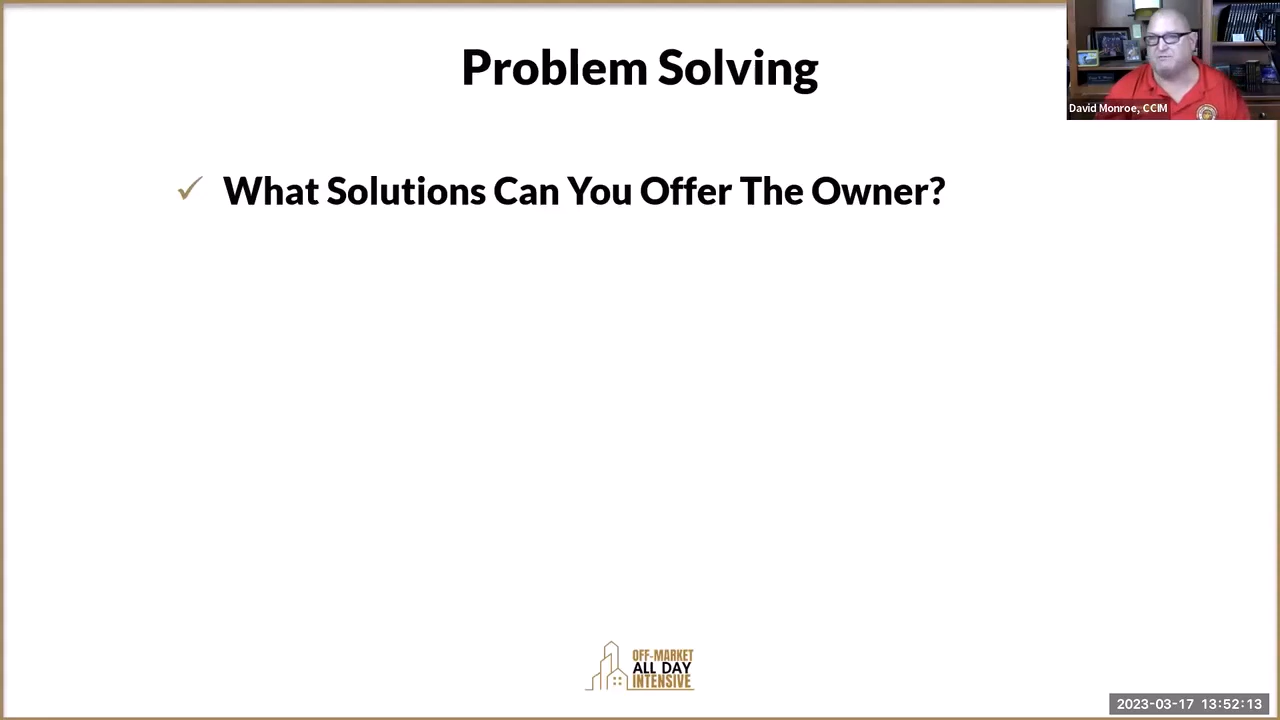 Problem Solving
David Monroe, CCIM
✓ What Solutions Can You Offer The Owner?
OFF-MARKET
ALL DAY
INTENSIVE
2023-03-17 13:52:13